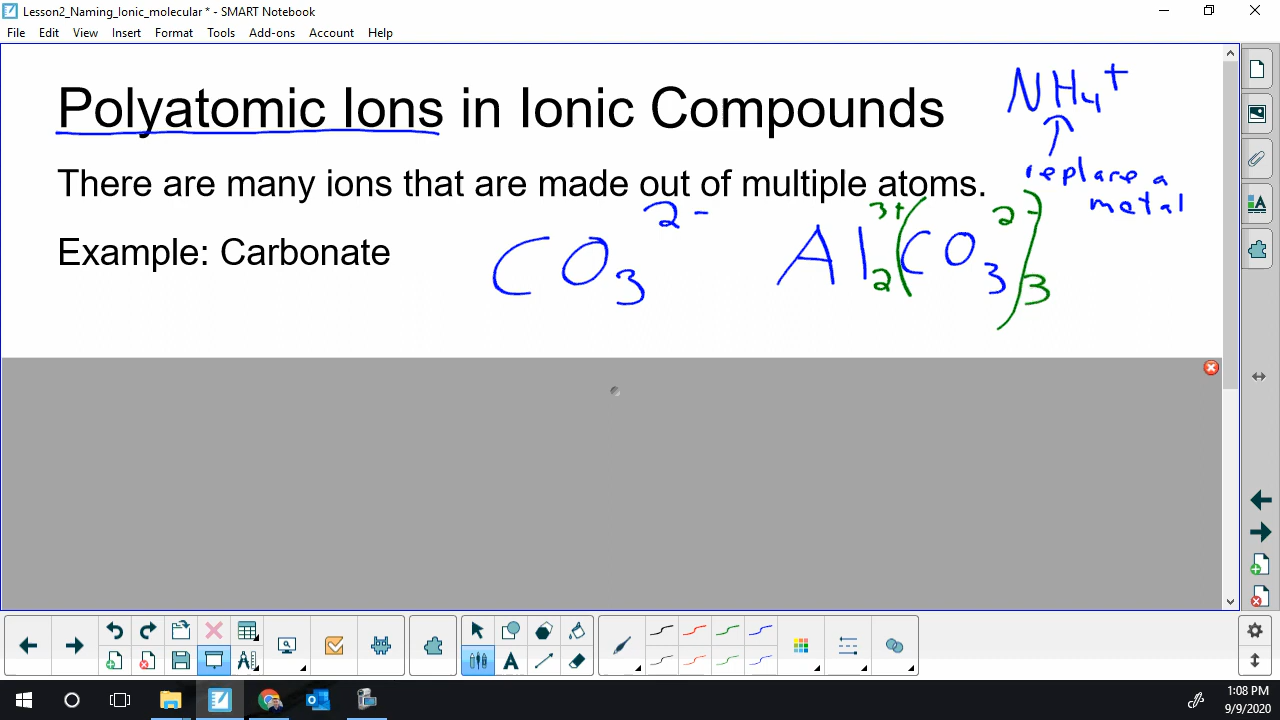 Lesson2_Naming_Ionic_molecular * - SMART Notebook
File Edit View Insert Format Tools Add-ons Account Help
Polyatomic Ions in Ionic Compounds
NH4+
There are many ions that are made out of multiple atoms.
replace a
metal
Example: Carbonate
CO3 2-
Al2 3+ (CO3 2-)3
1:08 PM
9/9/2020